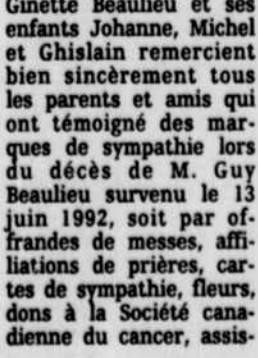 Ginette Beaulieu et ses
enfants Johanne, Michel
et Ghislain remercient
bien sincèrement tous
les parents et amis qui
ont témoigné des mar-
ques de sympathie lors
du décès de M. Guy
Beaulieu survenu le 13
juin 1992, soit par of-
frandes de messes, affi-
liations de prières, car-
tes de sympathie, fleurs,
dons à la Société cana-
dienne du cancer, assis-